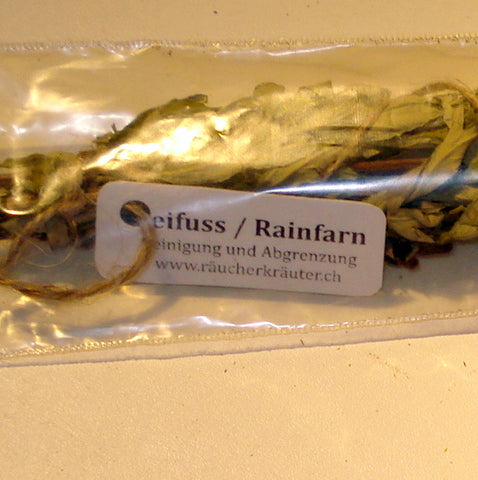 eifuss / Rainfarn
einigung und Abgrenzung
www.räucherkräuter.ch